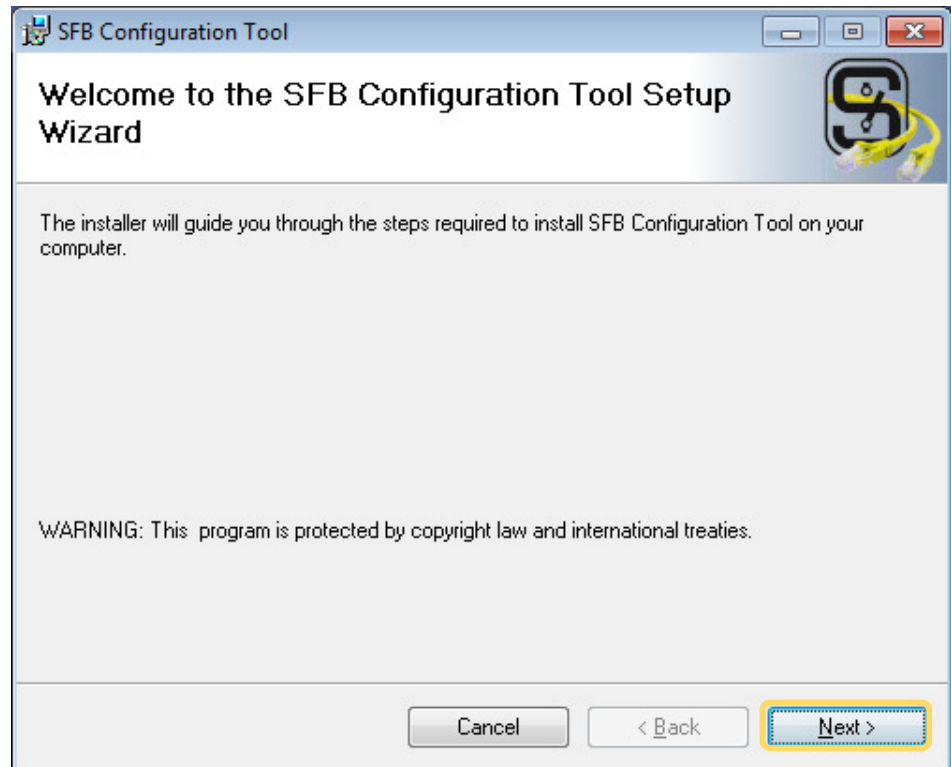 SFB Configuration Tool
Welcome to the SFB Configuration Tool Setup
Wizard
The installer will guide you through the steps required to install SFB Configuration Tool on your
computer.
WARNING: This  program is protected by copyright law and international treaties.
Cancel
< Back
Next >